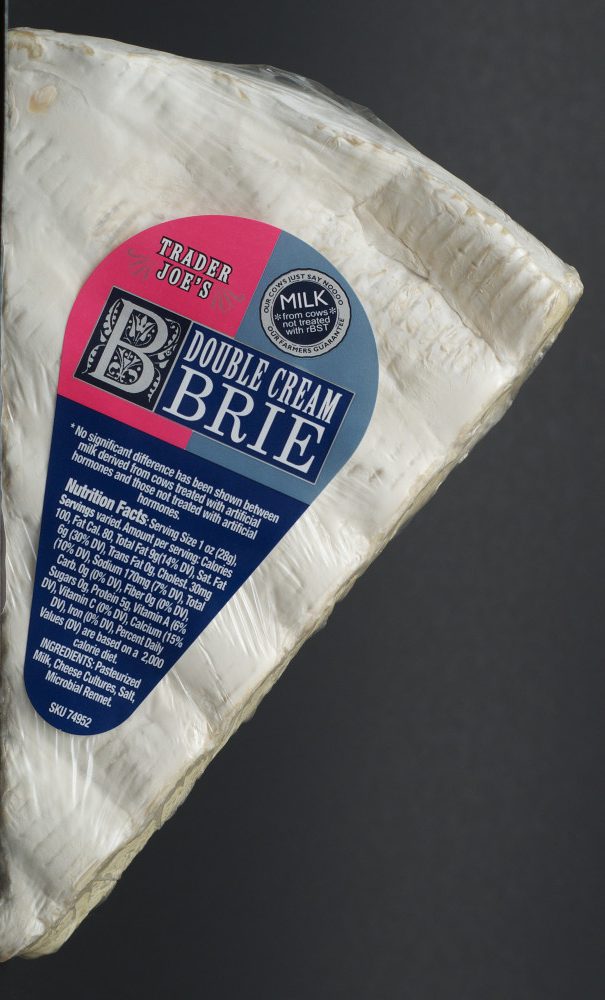 TRADER
JOE'S
OUR COWS JUST SAY NOOOO
MILK
*from cows*
not treated
with rBST
OUR FARMERS GUARANTEE
B
DOUBLE CREAM
BRIE
*No significant difference has been shown between
milk derived from cows treated with artificial
hormones and those not treated with artificial
hormones.
Nutrition Facts: Serving Size 1 oz (28g),
Servings varied. Amount per serving: Calories
100, Fat Cal. 80, Total Fat 9g(14% DV), Sat. Fat
6g (30% DV), Trans Fat 0g, Cholest. 30mg
(10% DV), Sodium 170mg (7% DV), Total
Carb. 0g (0% DV), Fiber 0g (0% DV),
Sugars 0g, Protein 5g, Vitamin A (6%
DV), Vitamin C (0% DV), Calcium (15%
DV), Iron (0% DV), Percent Daily
Values (DV) are based on a 2,000
calorie diet.
INGREDIENTS: Pasteurized
Milk, Cheese Cultures, Salt,
Microbial Rennet.
SKU 74952